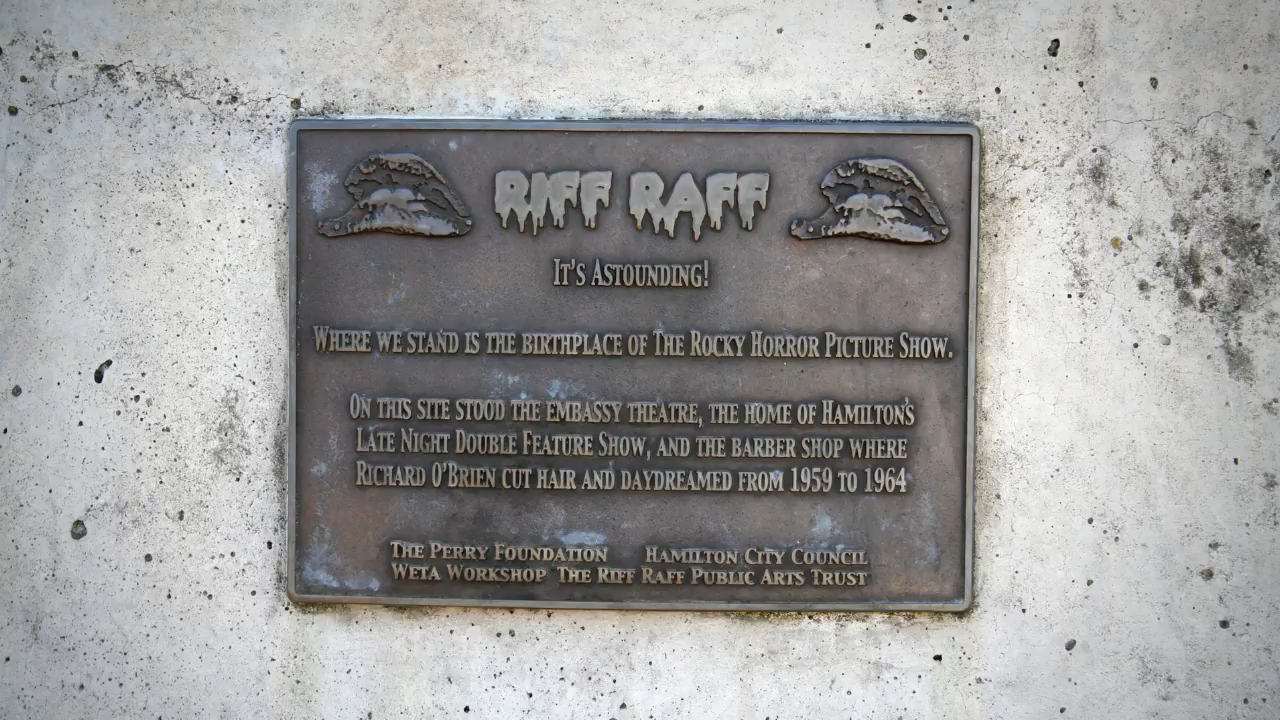 RIFF RAFF
IT'S ASTOUNDING!
WHERE WE STAND IS THE BIRTHPLACE OF THE ROCKY HORROR PICTURE SHOW.
ON THIS SITE STOOD THE EMBASSY THEATRE, THE HOME OF HAMILTON'S
LATE NIGHT DOUBLE FEATURE SHOW, AND THE BARBER SHOP WHERE
RICHARD O'BRIEN CUT HAIR AND DAYDREAMED FROM 1959 TO 1964
THE PERRY FOUNDATION HAMILTON CITY COUNCIL
WETA WORKSHOP THE RIFF RAFF PUBLIC ARTS TRUST